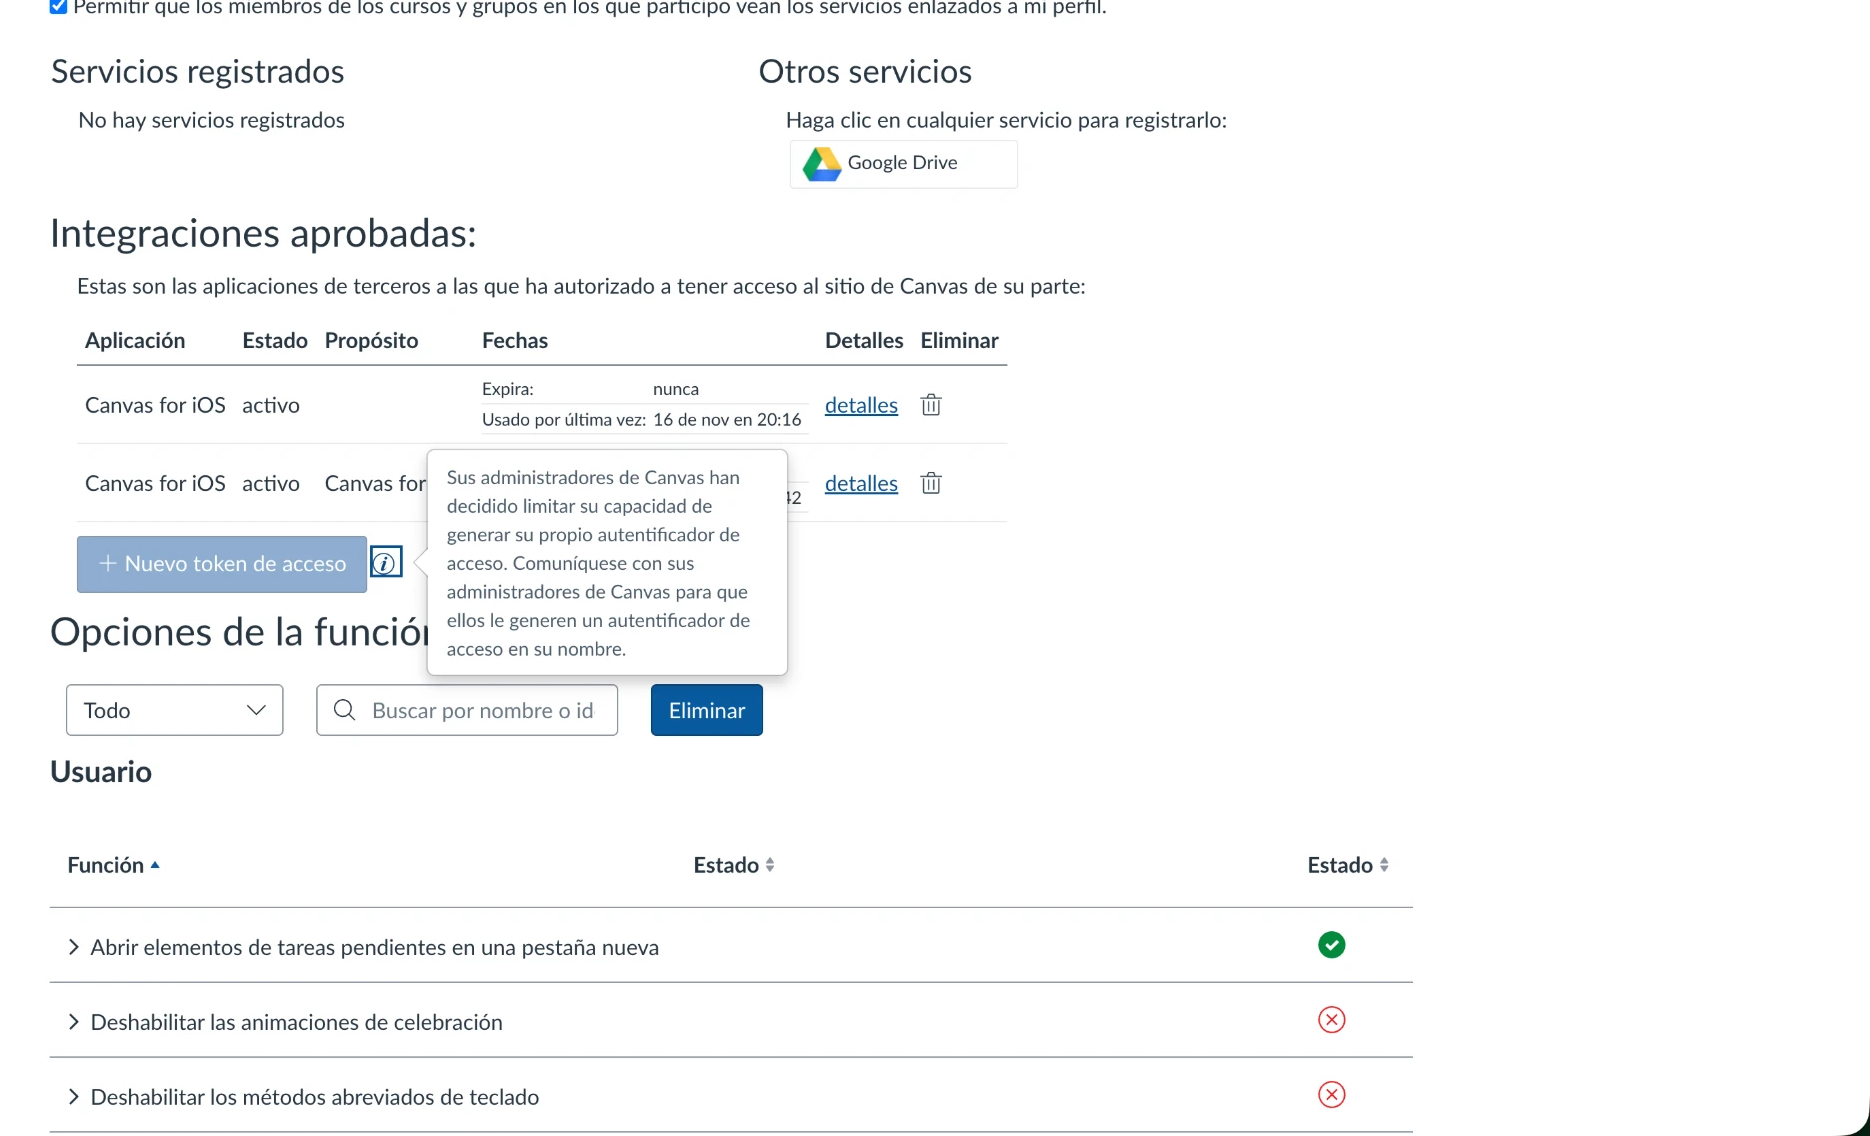 Permitir que los miembros de los cursos y grupos en los que participo vean los servicios enlazados a mi perfil.
Servicios registrados
No hay servicios registrados
Otros servicios
Haga clic en cualquier servicio para registrarlo:
Google Drive
Integraciones aprobadas:
Estas son las aplicaciones de terceros a las que ha autorizado a tener acceso al sitio de Canvas de su parte:
Aplicación Estado Propósito Fechas Detalles Eliminar
Canvas for iOS activo Expira: nunca detalles
Usado por última vez: 16 de nov en 20:16
Canvas for iOS activo Canvas for 42 detalles
+ Nuevo token de acceso
Sus administradores de Canvas han
decidido limitar su capacidad de
generar su propio autentificador de
acceso. Comuníquese con sus
administradores de Canvas para que
ellos le generen un autentificador de
acceso en su nombre.
Opciones de la función
Todo
Buscar por nombre o id
Eliminar
Usuario
Función Estado Estado
Abrir elementos de tareas pendientes en una pestaña nueva
Deshabilitar las animaciones de celebración
Deshabilitar los métodos abreviados de teclado